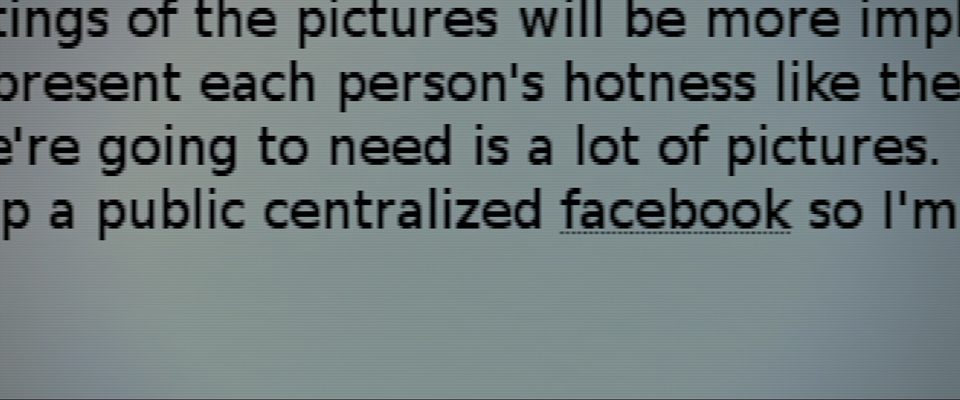 tings of the pictures will be more impl
present each person's hotness like the
e're going to need is a lot of pictures.
p a public centralized facebook so I'm